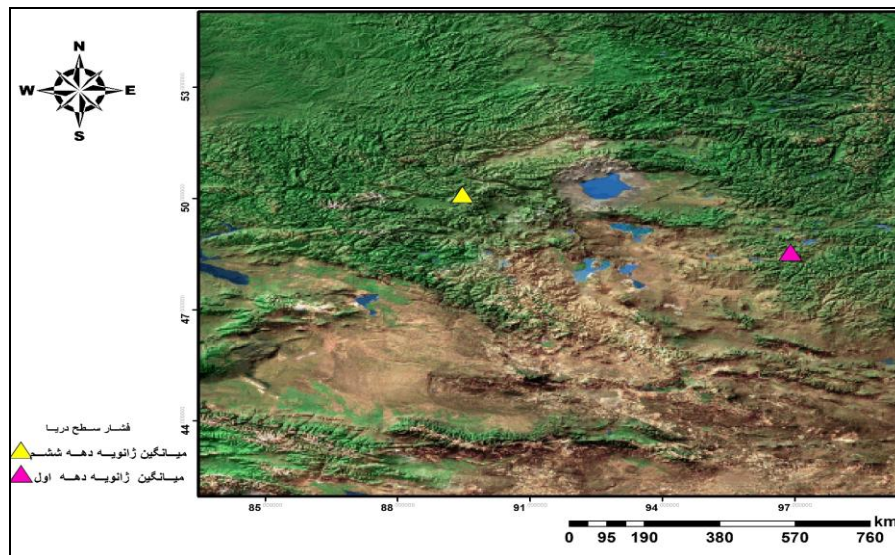 N
W E
S
53
50
47
44
فشار سطح دریا
میانگین ژانویه دهه ششم
میانگین ژانویه دهه اول
85 88 91 94 97
km
0 95 190 380 570 760